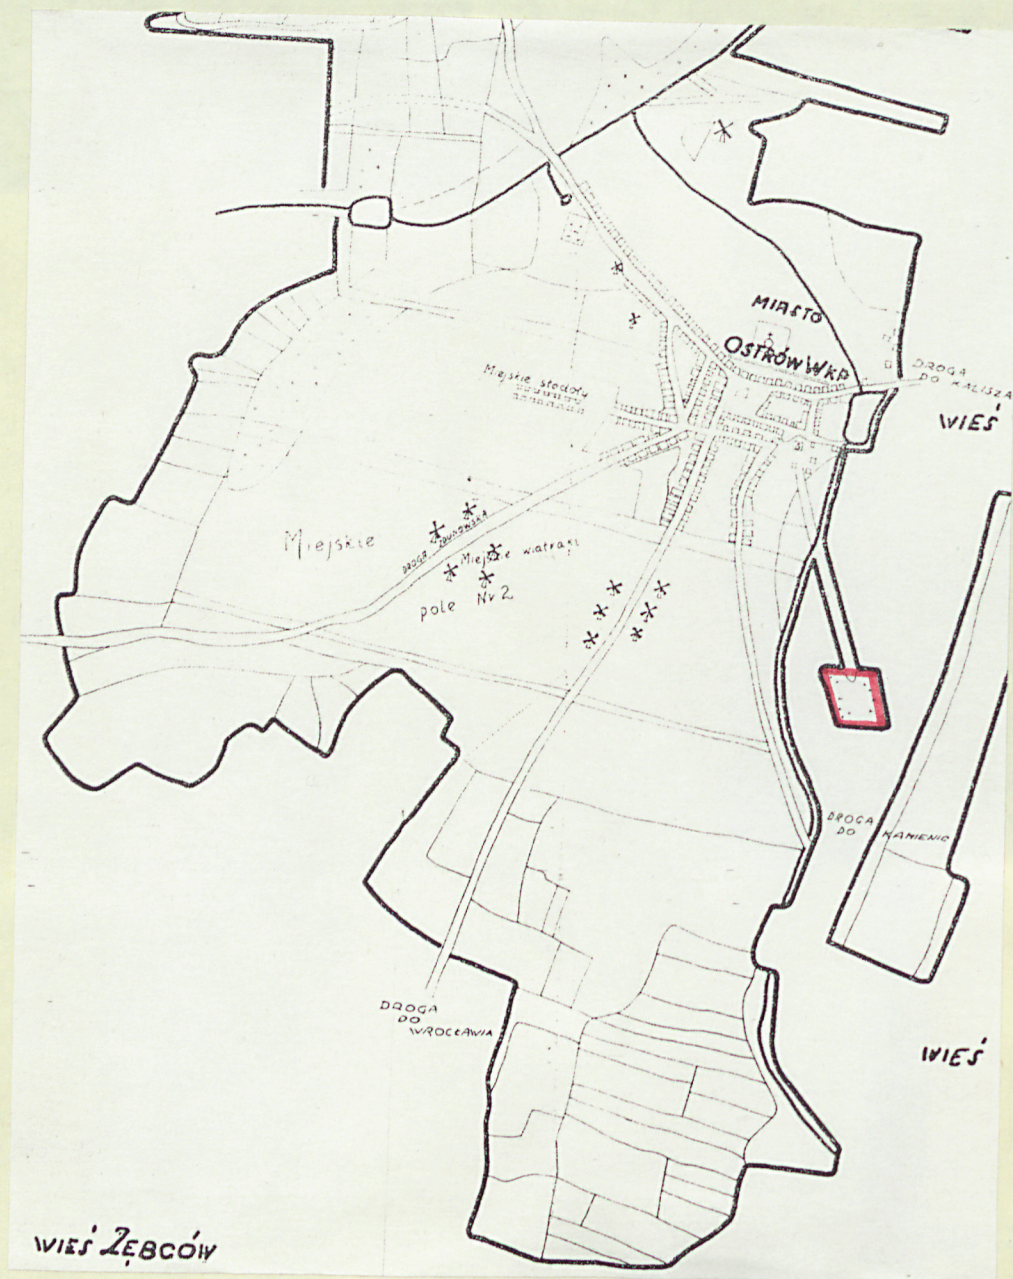 MIASTO
OSTRÓW WKP
DROGA
DO KALISZA
WIEŚ
Miejskie stodoły
Miejskie
DROGA ZDUNOWSKA
Miejskie wiatraki
pole Nr 2
DROGA
DO KAMIENIC
DROGA
DO
WROCŁAWIA
WIEŚ
WIEŚ ZĘBCÓW